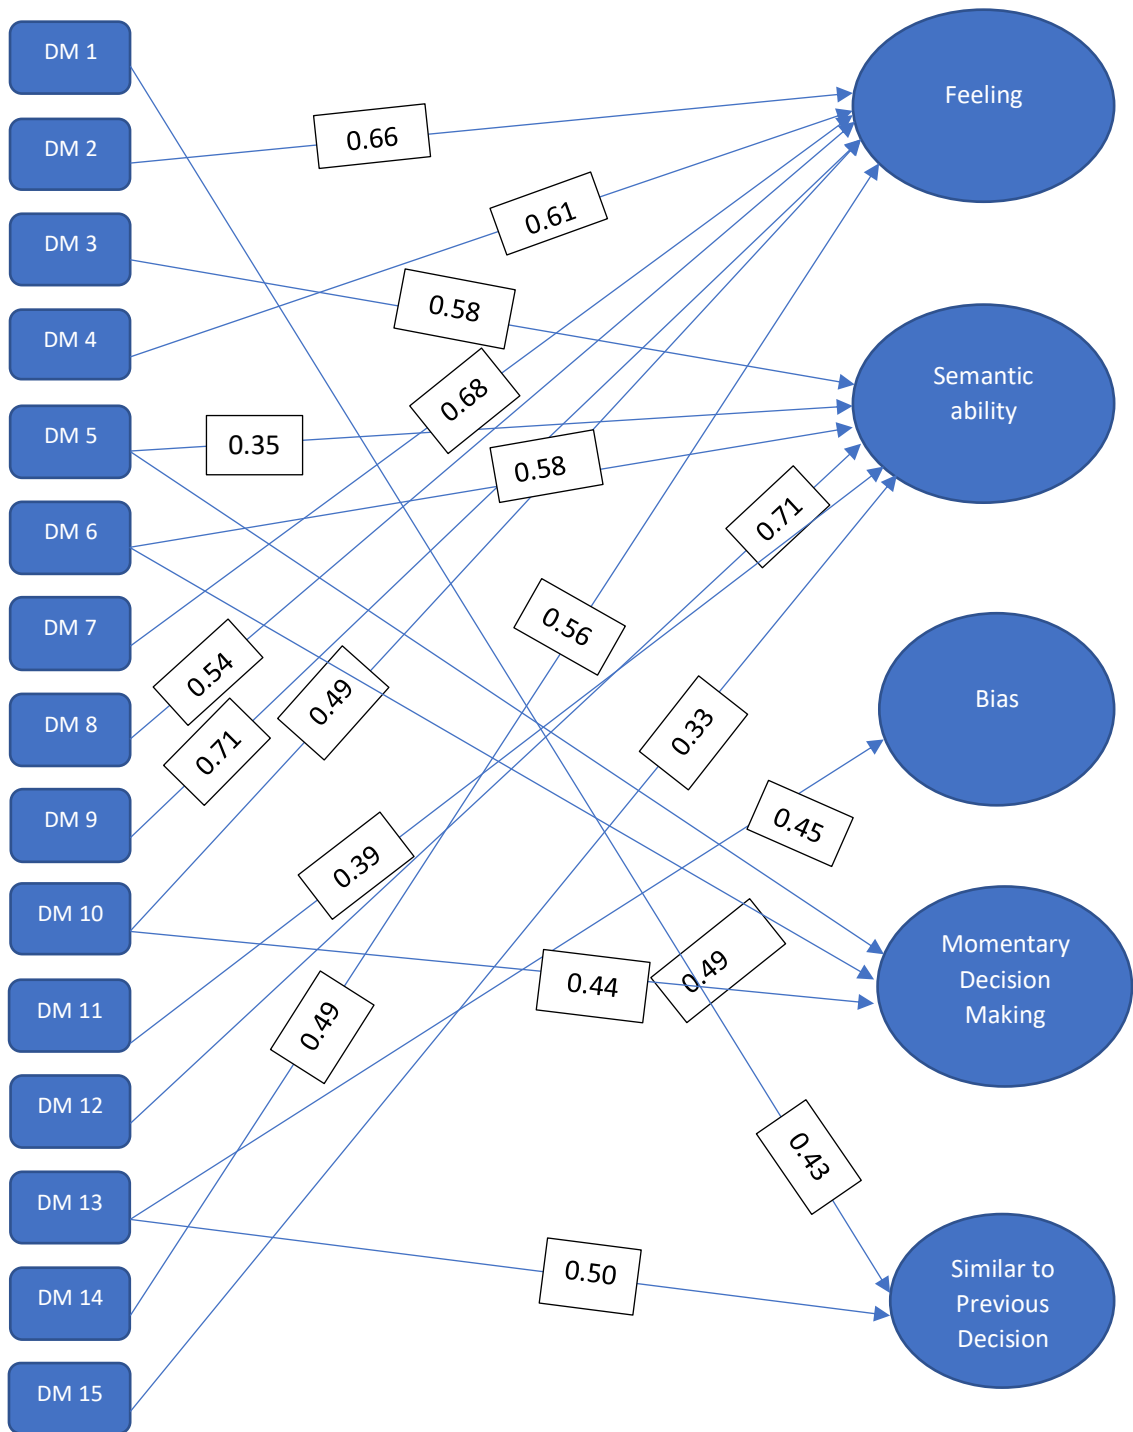 DM 1
DM 2
DM 3
DM 4
DM 5
DM 6
DM 7
DM 8
DM 9
DM 10
DM 11
DM 12
DM 13
DM 14
DM 15
0.66
0.61
0.58
0.68
0.35
0.58
0.71
0.56
0.54
0.49
0.71
0.33
0.45
0.39
0.49
0.44
0.49
0.43
0.50
Feeling
Semantic
ability
Bias
Momentary
Decision
Making
Similar to
Previous
Decision